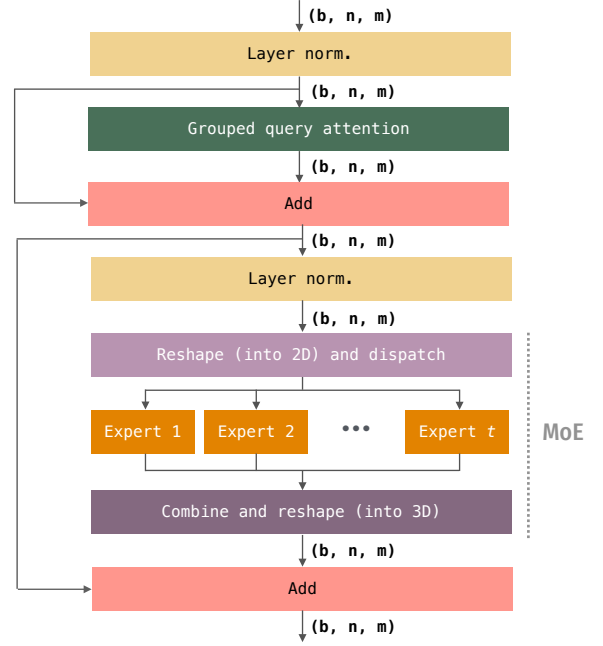 (b, n, m)
Layer norm.
(b, n, m)
Grouped query attention
(b, n, m)
Add
(b, n, m)
Layer norm.
(b, n, m)
Reshape (into 2D) and dispatch
Expert 1 Expert 2 ••• Expert t
MoE
Combine and reshape (into 3D)
(b, n, m)
Add
(b, n, m)